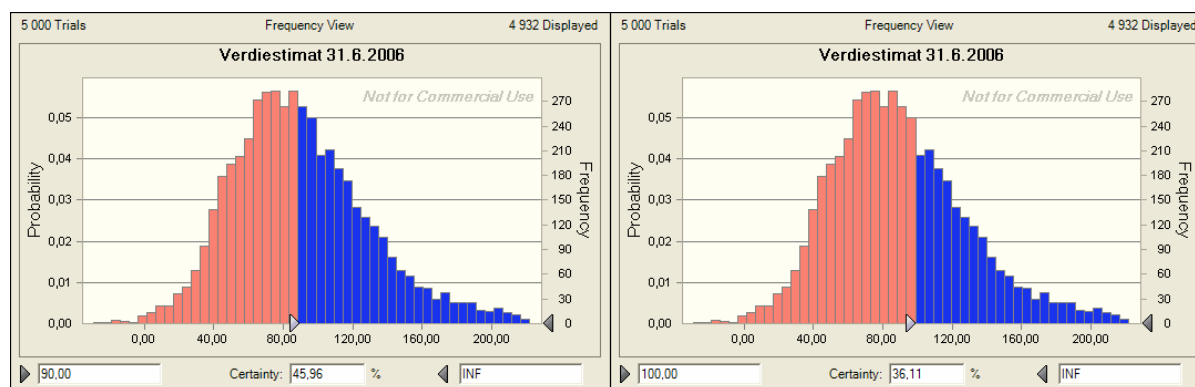 5 000 Trials Frequency View 4 932 Displayed
Verdiestimat 31.6.2006
Not for Commercial Use
Probability
0,05
0,04
0,03
0,02
0,01
0,00
270
240
210
180
150
120
90
60
30
0
Frequency
0,00 40,00 80,00 120,00 160,00 200,00
90,00 Certainty: 45,96 % INF
5 000 Trials Frequency View 4 932 Displayed
Verdiestimat 31.6.2006
Not for Commercial Use
Probability
0,05
0,04
0,03
0,02
0,01
0,00
270
240
210
180
150
120
90
60
30
0
Frequency
0,00 40,00 80,00 120,00 160,00 200,00
100,00 Certainty: 36,11 % INF